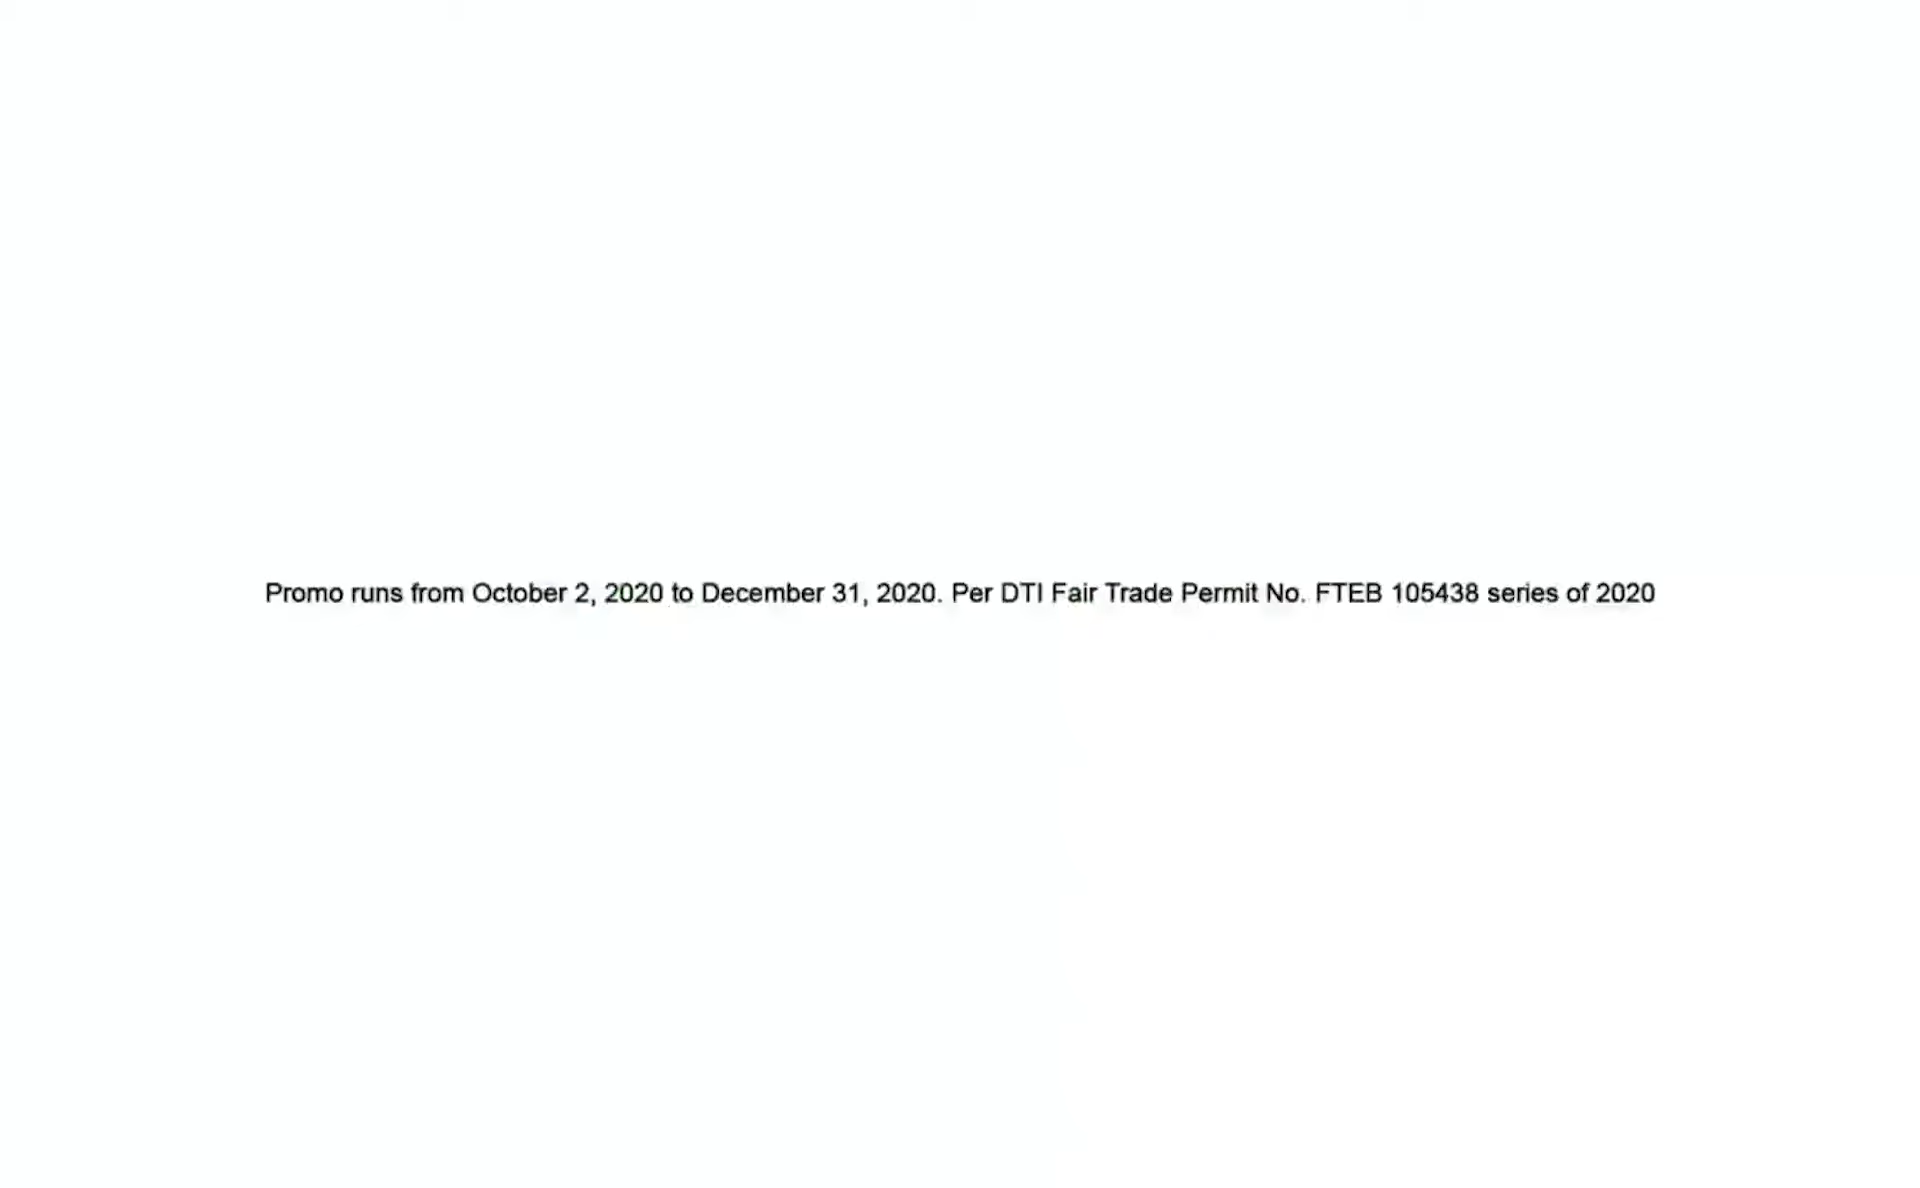 Promo runs from October 2, 2020 to December 31, 2020. Per DTI Fair Trade Permit No. FTEB 105438 series of 2020